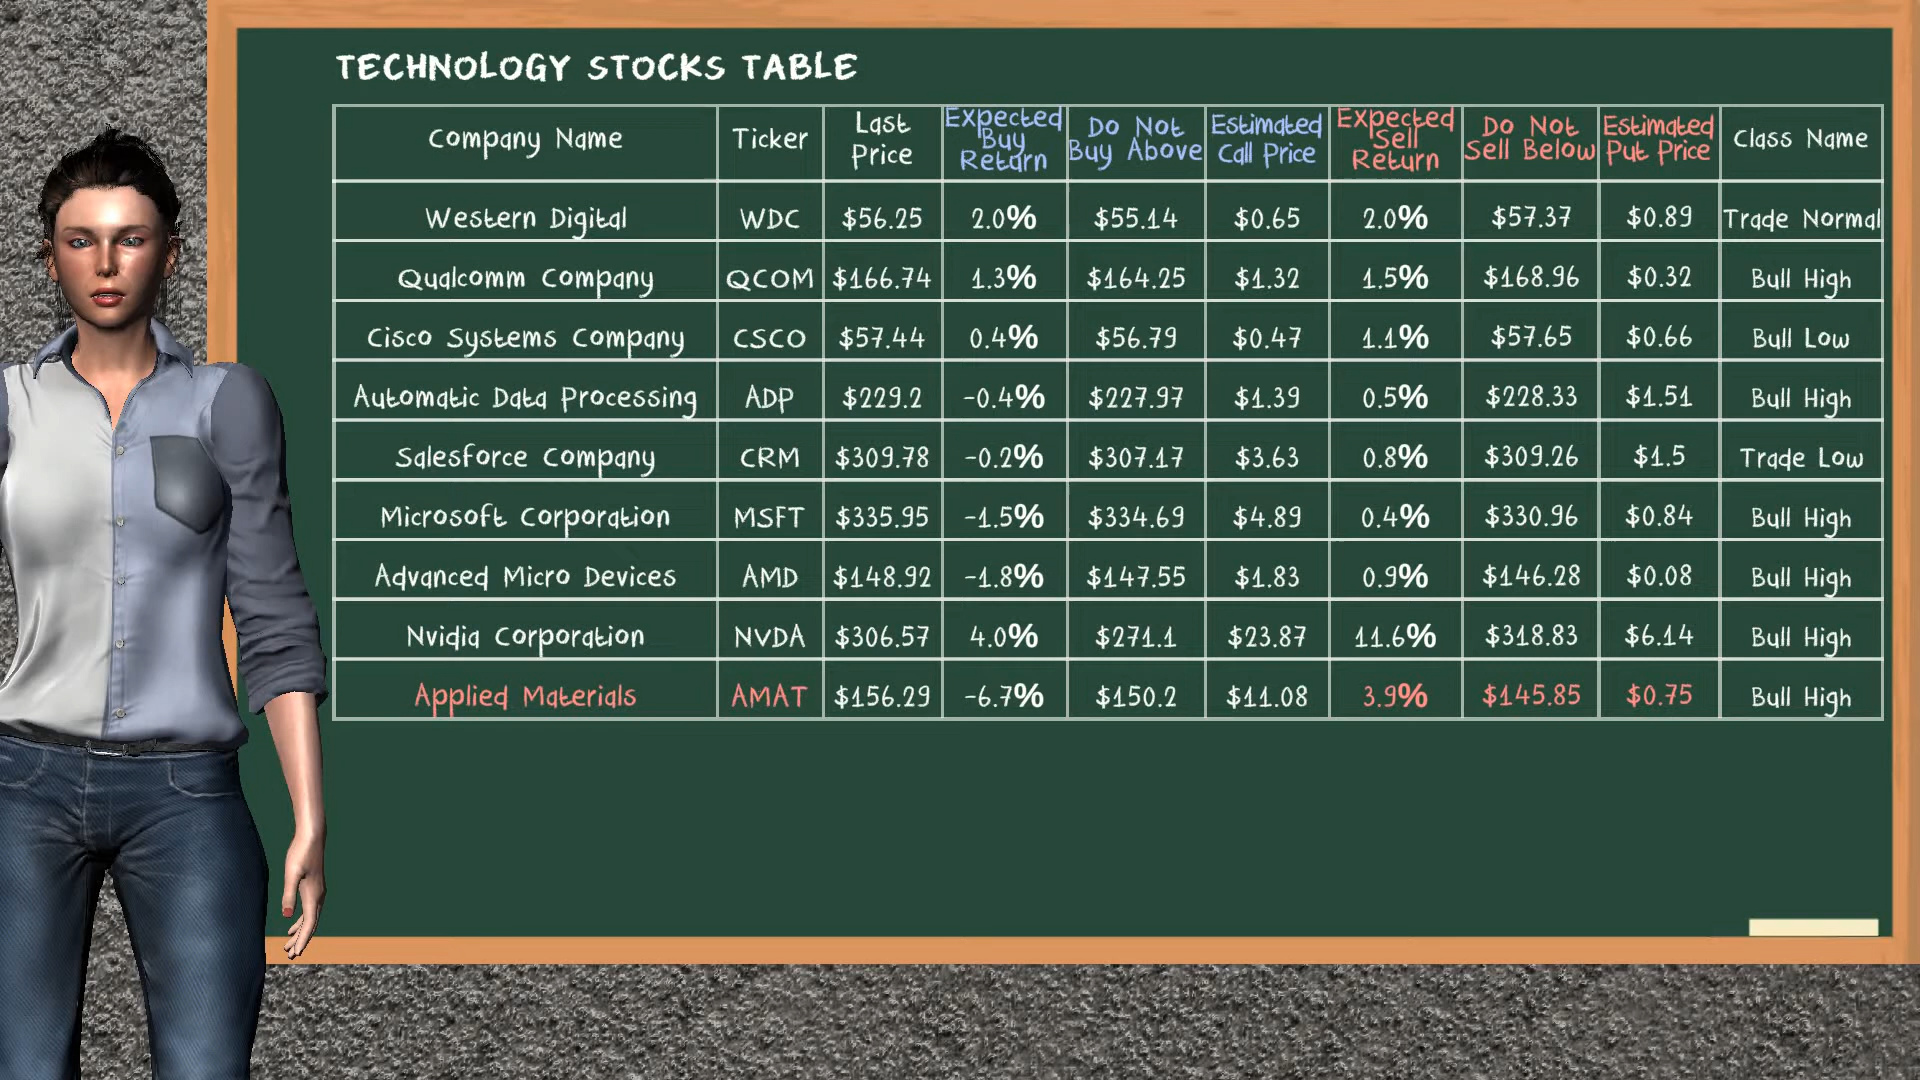 TECHNOLOGY STOCKS TABLE
Company Name Ticker Last Price Expected Buy Return Do Not Buy Above Estimated Call Price Expected Sell Return Do Not Sell Below Estimated Put Price Class Name
Western Digital WDC $56.25 2.0% $55.14 $0.65 2.0% $57.37 $0.89 Trade Normal
Qualcomm Company QCOM $166.74 1.3% $164.25 $1.32 1.5% $168.96 $0.32 Bull High
Cisco Systems Company CSCO $57.44 0.4% $56.79 $0.47 1.1% $57.65 $0.66 Bull Low
Automatic Data Processing ADP $229.2 -0.4% $227.97 $1.39 0.5% $228.33 $1.51 Bull High
Salesforce Company CRM $309.78 -0.2% $307.17 $3.63 0.8% $309.26 $1.5 Trade Low
Microsoft Corporation MSFT $335.95 -1.5% $334.69 $4.89 0.4% $330.96 $0.84 Bull High
Advanced Micro Devices AMD $148.92 -1.8% $147.55 $1.83 0.9% $146.28 $0.08 Bull High
Nvidia Corporation NVDA $306.57 4.0% $271.1 $23.87 11.6% $318.83 $6.14 Bull High
Applied Materials AMAT $156.29 -6.7% $150.2 $11.08 3.9% $145.85 $0.75 Bull High